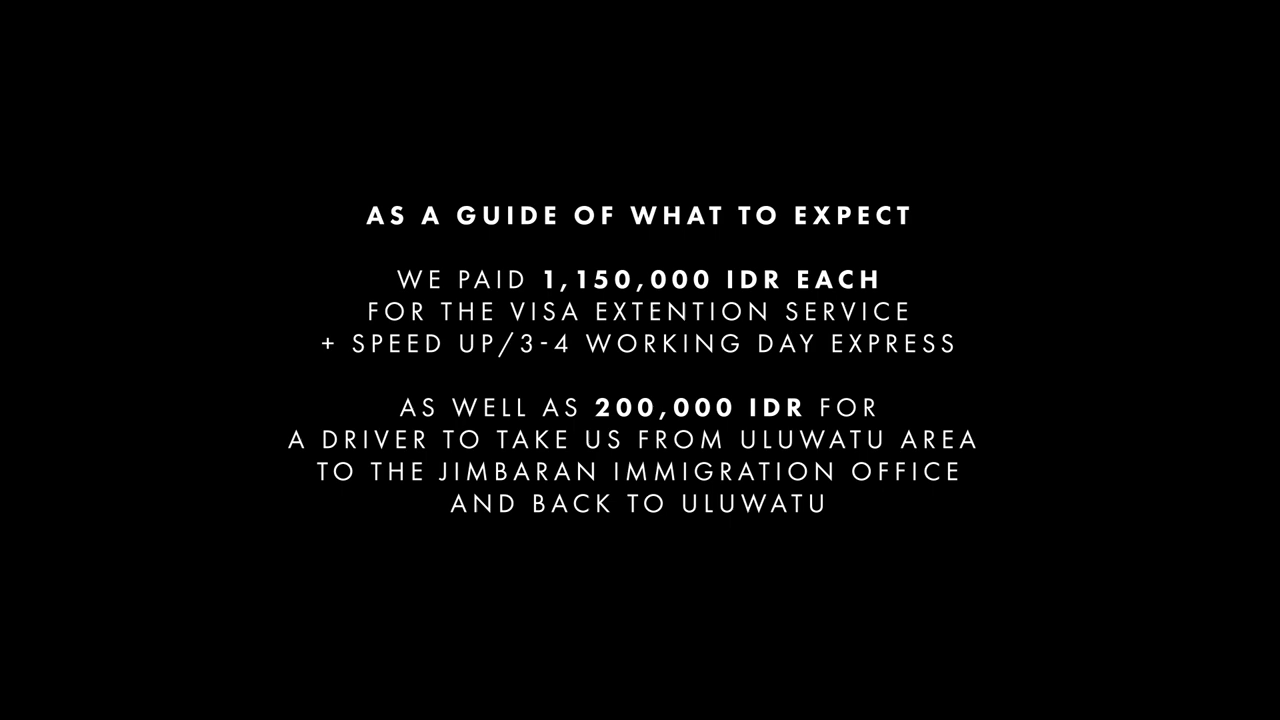 AS A GUIDE OF WHAT TO EXPECT
WE PAID 1,150,000 IDR EACH
FOR THE VISA EXTENTION SERVICE
+ SPEED UP/3-4 WORKING DAY EXPRESS
AS WELL AS 200,000 IDR FOR
A DRIVER TO TAKE US FROM ULUWATU AREA
TO THE JIMBARAN IMMIGRATION OFFICE
AND BACK TO ULUWATU